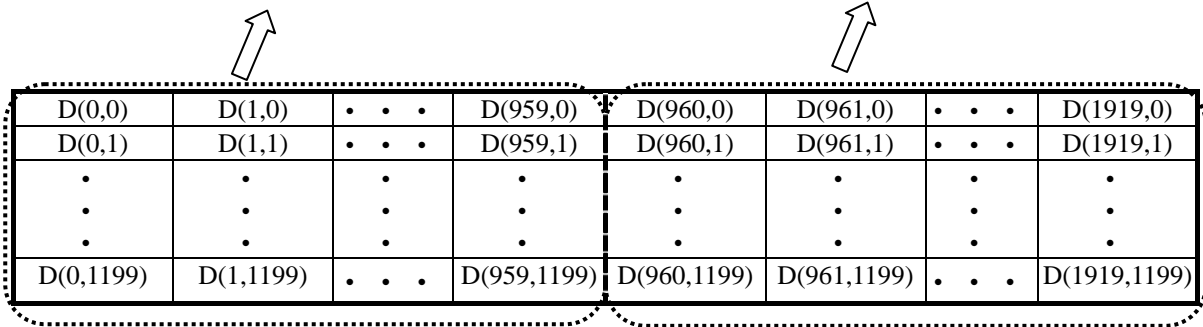 D(0,0) D(1,0) • • • D(959,0) D(960,0) D(961,0) • • • D(1919,0)
D(0,1) D(1,1) • • • D(959,1) D(960,1) D(961,1) • • • D(1919,1)
• • • • • • • •
• • • • • • • •
• • • • • • • •
D(0,1199) D(1,1199) • • • D(959,1199) D(960,1199) D(961,1199) • • • D(1919,1199)